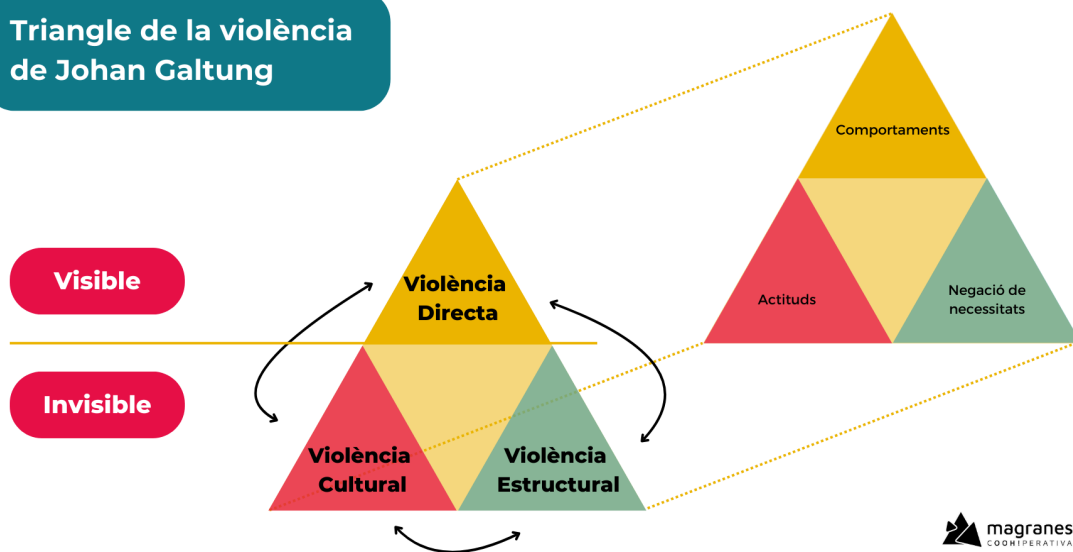 Triangle de la violència
de Johan Galtung
Comportaments
Actituds
Negació de
necessitats
Visible
Violència
Directa
Invisible
Violència
Cultural
Violència
Estructural
magranes
COOHIPERATIVA